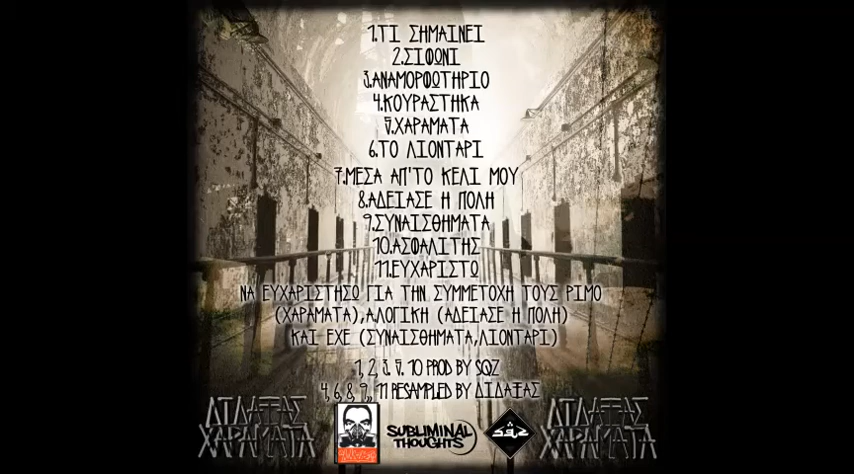 1.ΤΙ ΣΗΜΑΙΝΕΙ
2.ΣΙΦΩΝΙ
3.ΑΝΑΜΟΡΦΩΤΗΡΙΟ
4.ΚΟΥΡΑΣΤΗΚΑ
5.ΧΑΡΑΜΑΤΑ
6.ΤΟ ΛΙΟΝΤΑΡΙ
7.ΜΕΣΑ ΑΠ'ΤΟ ΚΕΛΙ ΜΟΥ
8.ΑΔΕΙΑΣΕ Η ΠΟΛΗ
9.ΣΥΝΑΙΣΘΗΜΑΤΑ
10.ΑΣΦΑΛΙΤΗΣ
11.ΕΥΧΑΡΙΣΤΩ
ΝΑ ΕΥΧΑΡΙΣΤΗΣΩ ΓΙΑ ΤΗΝ ΣΥΜΜΕΤΟΧΗ ΤΟΥΣ ΡΙΜΟ
(ΧΑΡΑΜΑΤΑ),ΑΛΟΓΙΚΗ (ΑΔΕΙΑΣΕ Η ΠΟΛΗ)
ΚΑΙ ΕΧΕ (ΣΥΝΑΙΣΘΗΜΑΤΑ,ΛΙΟΝΤΑΡΙ)
1, 2, 3, 5, 10 PROD BY SQZ
4, 6, 8, 9,, 11 RESAMPLED BY ΔΙΔΑΞΑΣ
ΔΙΔΑΞΑΣ
ΧΑΡΑΜΑΤΑ
SUBLIMINAL
THOUGHTS
ΔΙΔΑΞΑΣ
ΧΑΡΑΜΑΤΑ